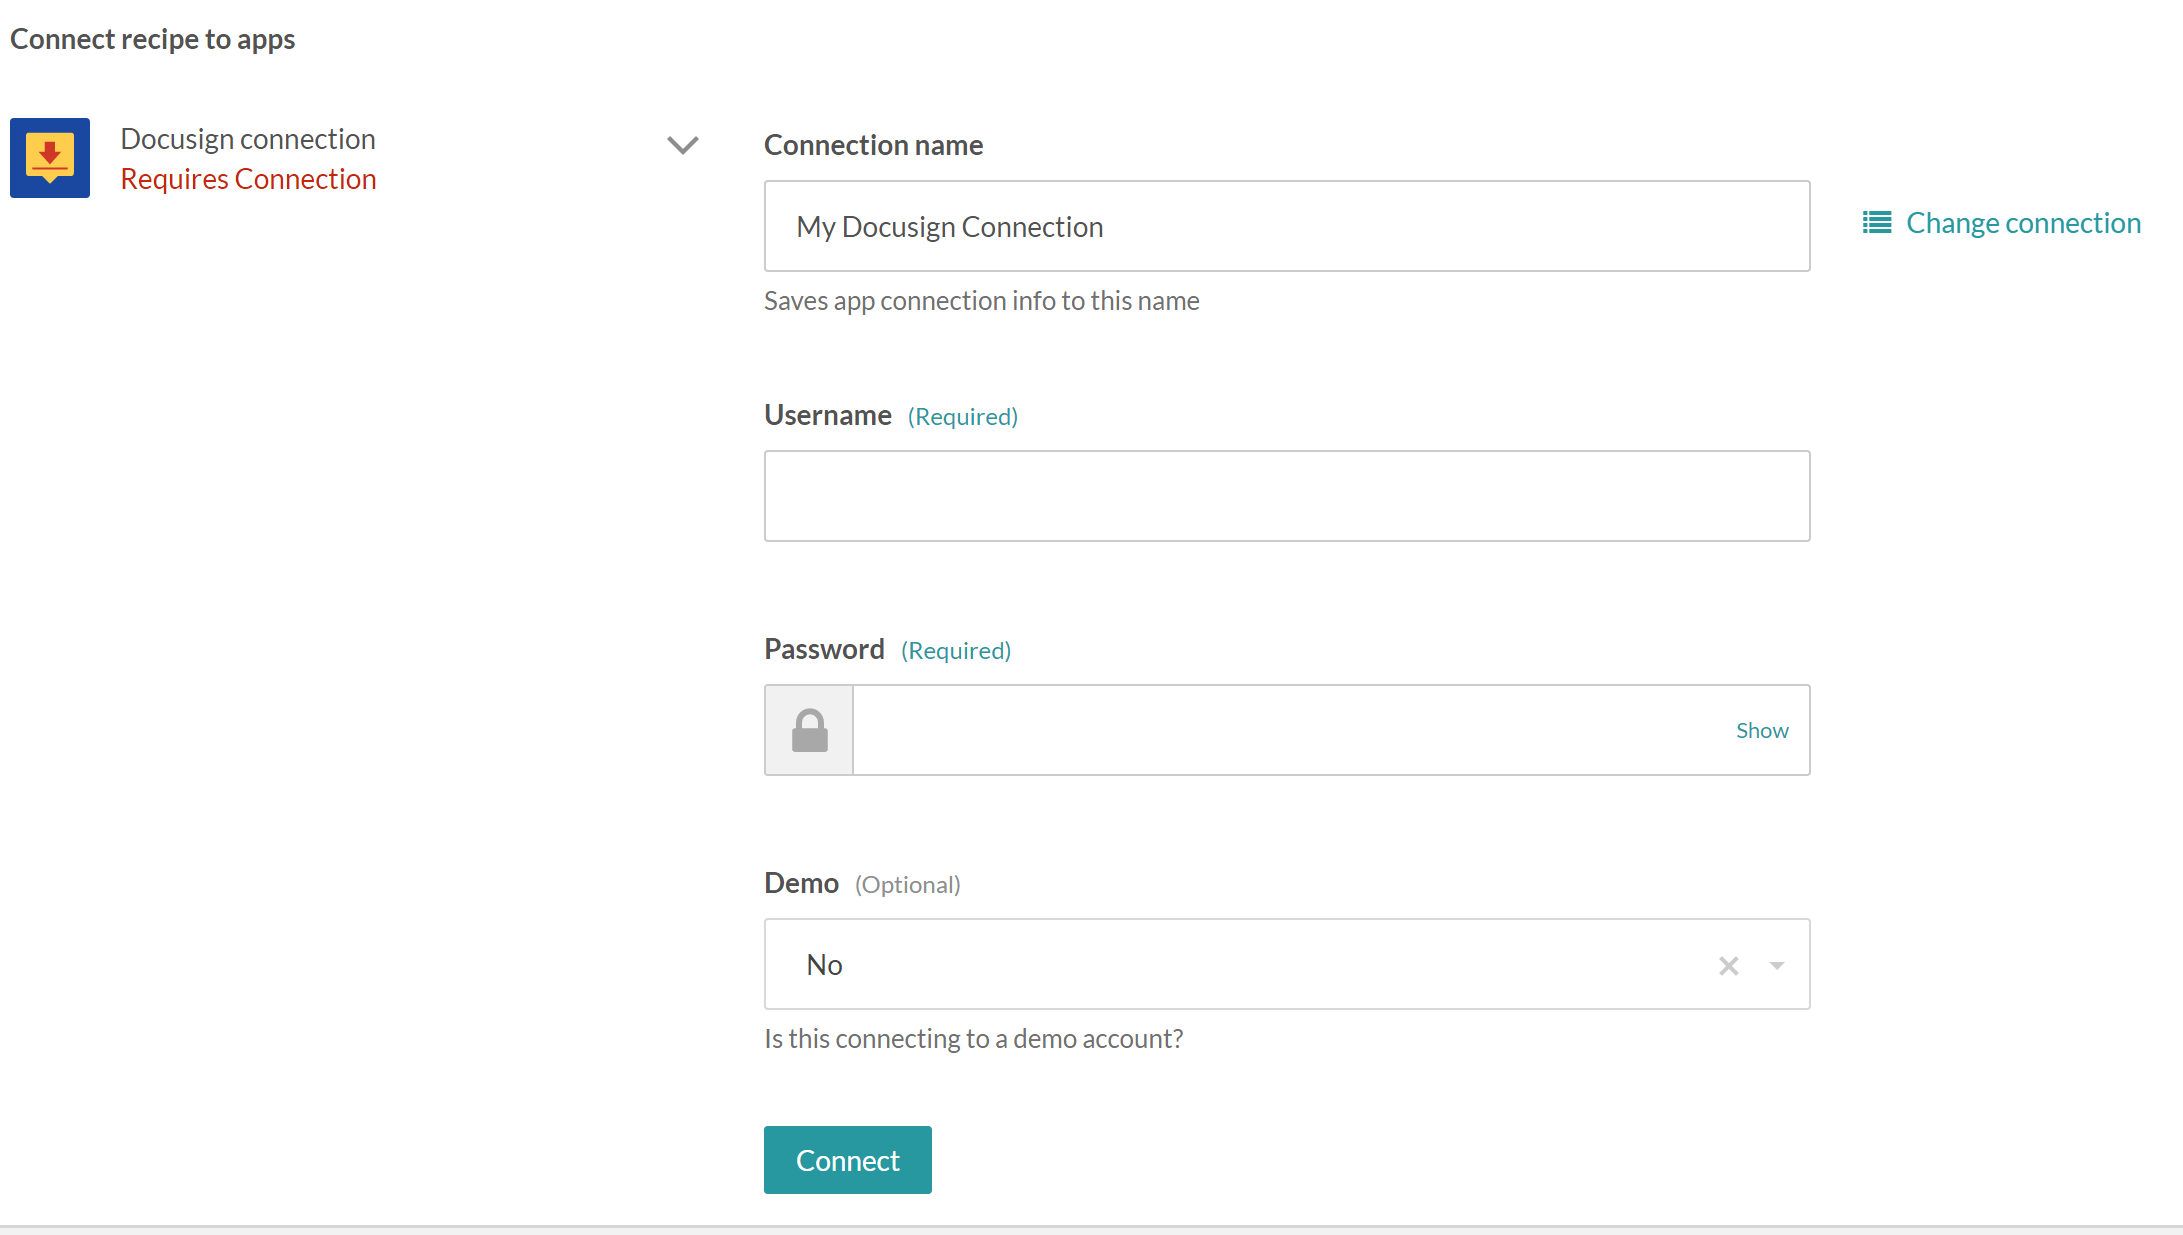 Connect recipe to apps
Docusign connection
Requires Connection
Connection name
My Docusign Connection
Change connection
Saves app connection info to this name
Username (Required)
Password (Required)
Show
Demo (Optional)
No
Is this connecting to a demo account?
Connect